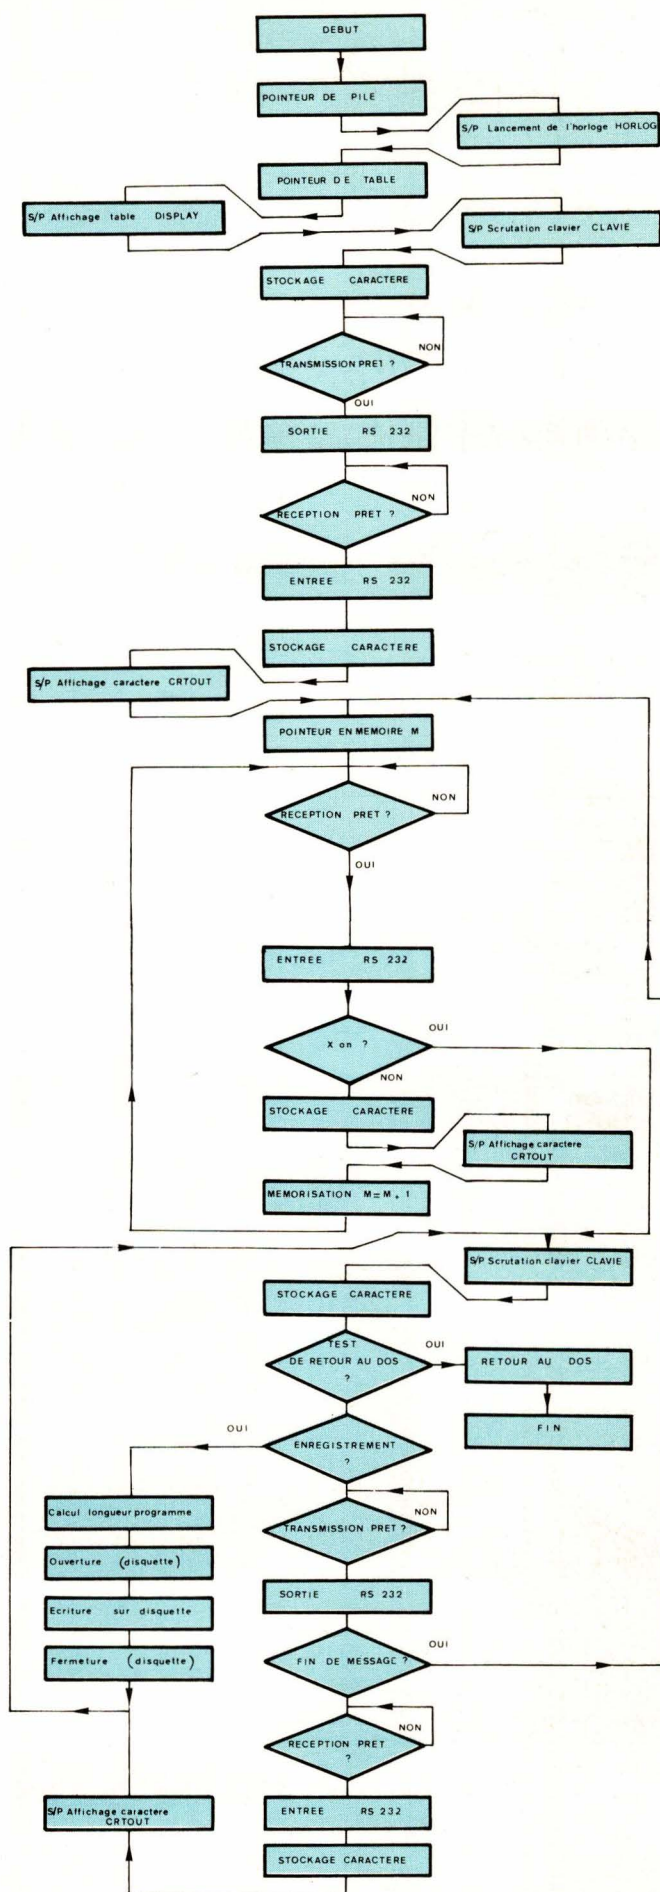 DEBUT
POINTEUR DE PILE
S/P Lancement de l'horloge HORLOG
POINTEUR DE TABLE
S/P Affichage table DISPLAY
S/P Scrutation clavier CLAVIE
STOCKAGE CARACTERE
NON
TRANSMISSION PRET ?
OUI
SORTIE RS 232
NON
RECEPTION PRET ?
ENTREE RS 232
STOCKAGE CARACTERE
S/P Affichage caractere CRTOUT
POINTEUR EN MEMOIRE M
NON
RECEPTION PRET ?
OUI
ENTREE RS 232
OUI
X on ?
NON
STOCKAGE CARACTERE
S/P Affichage caractere
CRTOUT
MEMORISATION M = M + 1
S/P Scrutation clavier CLAVIE
STOCKAGE CARACTERE
TEST
DE RETOUR AU DOS
?
OUI
RETOUR AU DOS
FIN
OUI
ENREGISTREMENT
?
Calcul longueur programme
NON
TRANSMISSION PRET ?
Ouverture (disquette)
Ecriture sur disquette
SORTIE RS 232
Fermeture (disquette)
OUI
FIN DE MESSAGE ?
NON
RECEPTION PRET
?
S/P Affichage caractere
CRTOUT
ENTREE RS 232
STOCKAGE CARACTERE